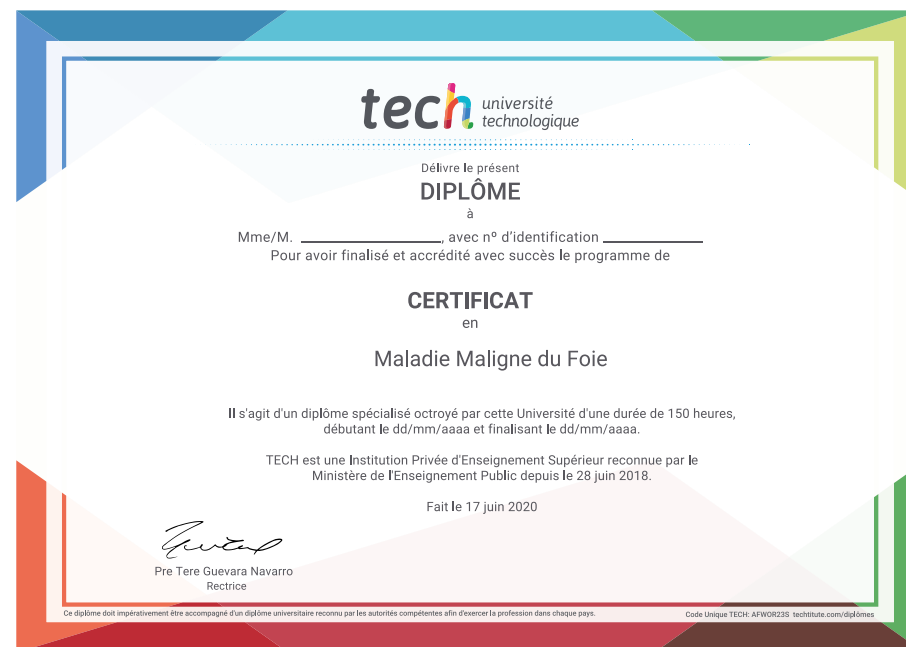 tech université
technologique
Délivre le présent
DIPLÔME
à
Mme/M. ____________________, avec nº d'identification ______________
Pour avoir finalisé et accrédité avec succès le programme de
CERTIFICAT
en
Maladie Maligne du Foie
Il s'agit d'un diplôme spécialisé octroyé par cette Université d'une durée de 150 heures,
débutant le dd/mm/aaaa et finalisant le dd/mm/aaaa.
TECH est une Institution Privée d'Enseignement Supérieur reconnue par le
Ministère de l'Enseignement Public depuis le 28 juin 2018.
Fait le 17 juin 2020
Pre Tere Guevara Navarro
Rectrice
Ce diplôme doit impérativement être accompagné d'un diplôme universitaire reconnu par les autorités compétentes afin d'exercer la profession dans chaque pays.
Code Unique TECH: AFWOR23S techtitute.com/diplômes